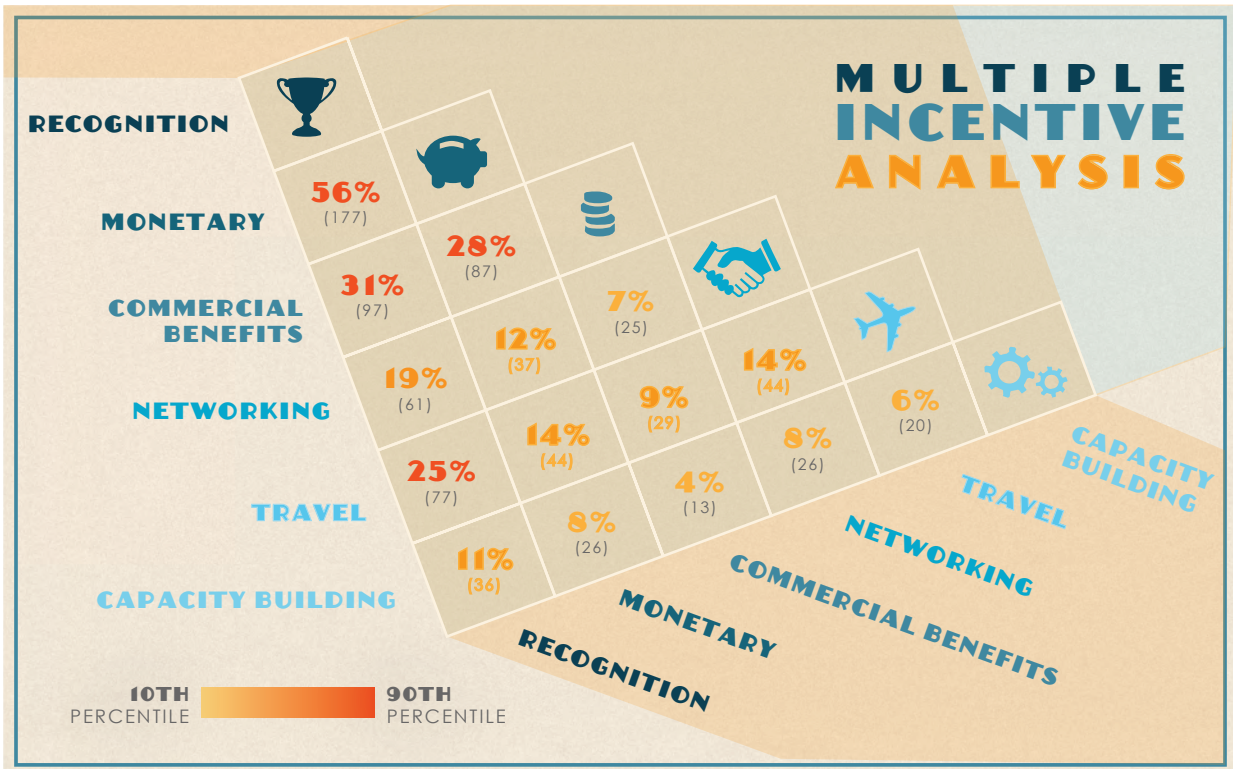 MULTIPLE
INCENTIVE
ANALYSIS
RECOGNITION
MONETARY
56%
(177)
COMMERCIAL
BENEFITS
31%
(97)
28%
(87)
NETWORKING
19%
(61)
12%
(37)
7%
(25)
TRAVEL
25%
(77)
14%
(44)
9%
(29)
14%
(44)
CAPACITY BUILDING
11%
(36)
8%
(26)
4%
(13)
8%
(26)
6%
(20)
RECOGNITION
MONETARY
COMMERCIAL BENEFITS
NETWORKING
TRAVEL
CAPACITY
BUILDING
10TH
PERCENTILE
90TH
PERCENTILE